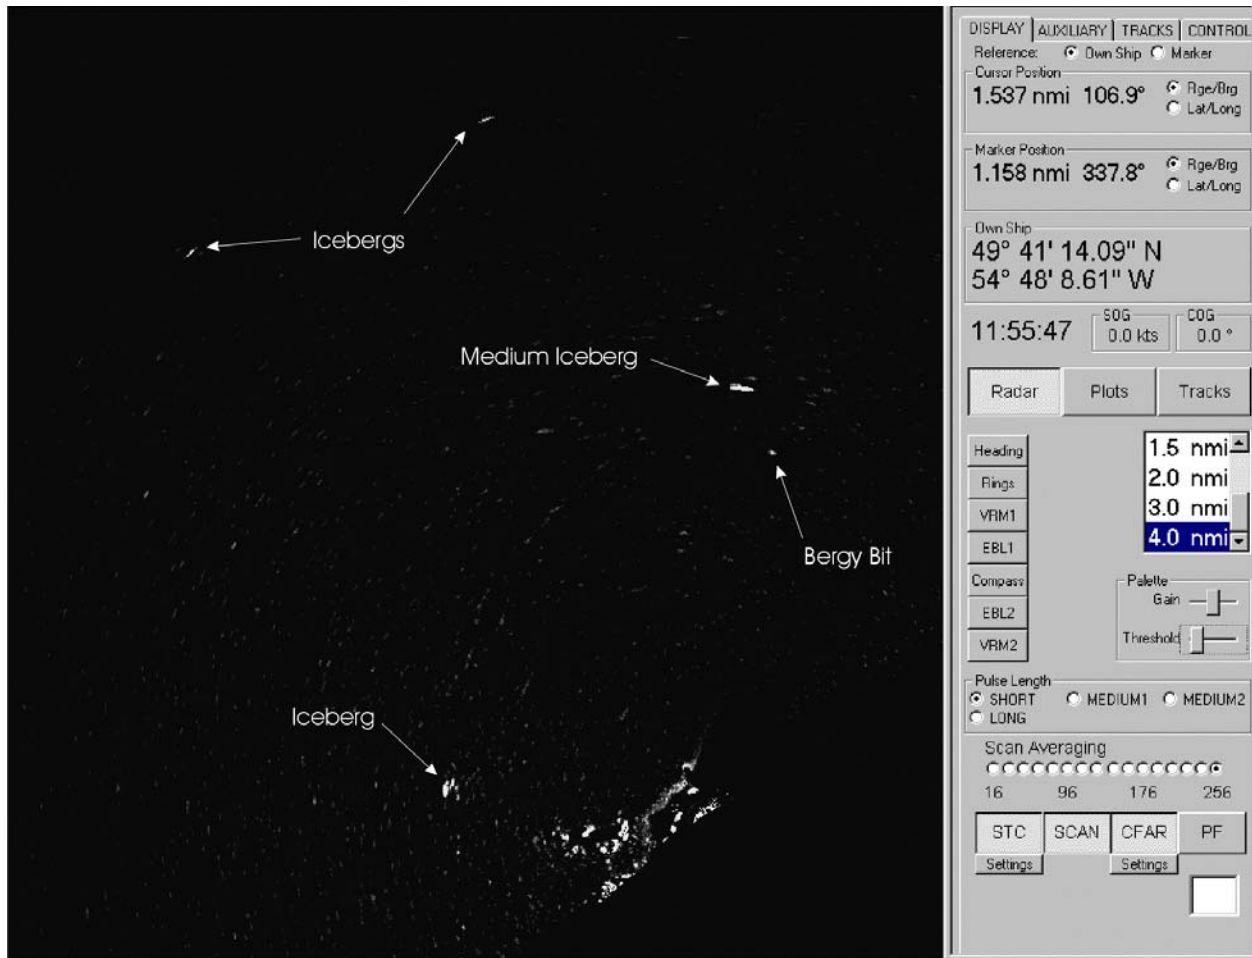 Icebergs
Medium Iceberg
Bergy Bit
Iceberg
DISPLAY AUXILIARY TRACKS CONTROL
Reference: Own Ship Marker
Cursor Position
1.537 nmi 106.9° Rge/Brg
Lat/Long
Marker Position
1.158 nmi 337.8° Rge/Brg
Lat/Long
Own Ship
49° 41' 14.09" N
54° 48' 8.61" W
11:55:47
SOG
0.0 kts
COG
0.0 °
Radar Plots Tracks
Heading
Rings
VRM1
EBL1
Compass
EBL2
VRM2
1.5 nmi
2.0 nmi
3.0 nmi
4.0 nmi
Palette
Gain
Threshold
Pulse Length
SHORT MEDIUM1 MEDIUM2
LONG
Scan Averaging
16 96 176 256
STC SCAN CFAR PF
Settings Settings